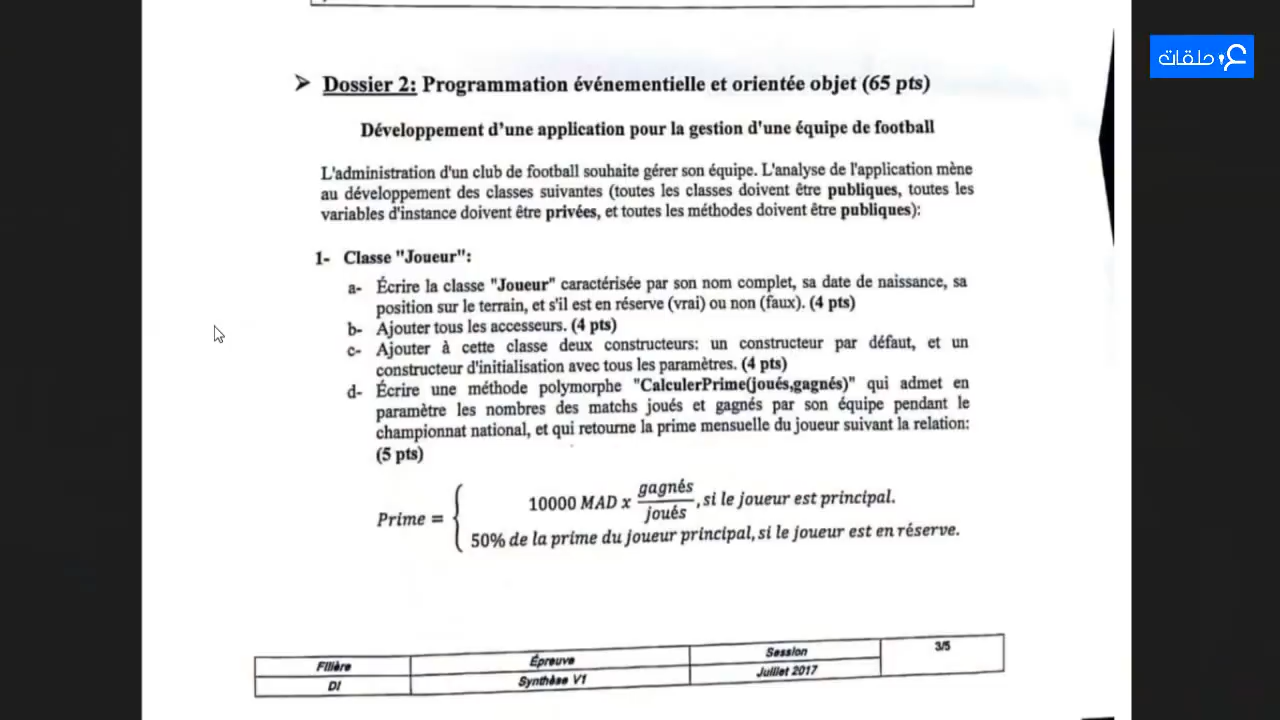 حلقات
➤ Dossier 2: Programmation événementielle et orientée objet (65 pts)
Développement d'une application pour la gestion d'une équipe de football
L'administration d'un club de football souhaite gérer son équipe. L'analyse de l'application mène
au développement des classes suivantes (toutes les classes doivent être publiques, toutes les
variables d'instance doivent être privées, et toutes les méthodes doivent être publiques):
1- Classe "Joueur":
a- Écrire la classe "Joueur" caractérisée par son nom complet, sa date de naissance, sa
position sur le terrain, et s'il est en réserve (vrai) ou non (faux). (4 pts)
b- Ajouter tous les accesseurs. (4 pts)
c- Ajouter à cette classe deux constructeurs: un constructeur par défaut, et un
constructeur d'initialisation avec tous les paramètres. (4 pts)
d- Écrire une méthode polymorphe "CalculerPrime(joués,gagnés)" qui admet en
paramètre les nombres des matchs joués et gagnés par son équipe pendant le
championnat national, et qui retourne la prime mensuelle du joueur suivant la relation:
(5 pts)
Prime = { 10000 MAD x gagnés/joués, si le joueur est principal.
50% de la prime du joueur principal, si le joueur est en réserve.
Filière Épreuve Session 3/5
DI Synthèse V1 Juillet 2017